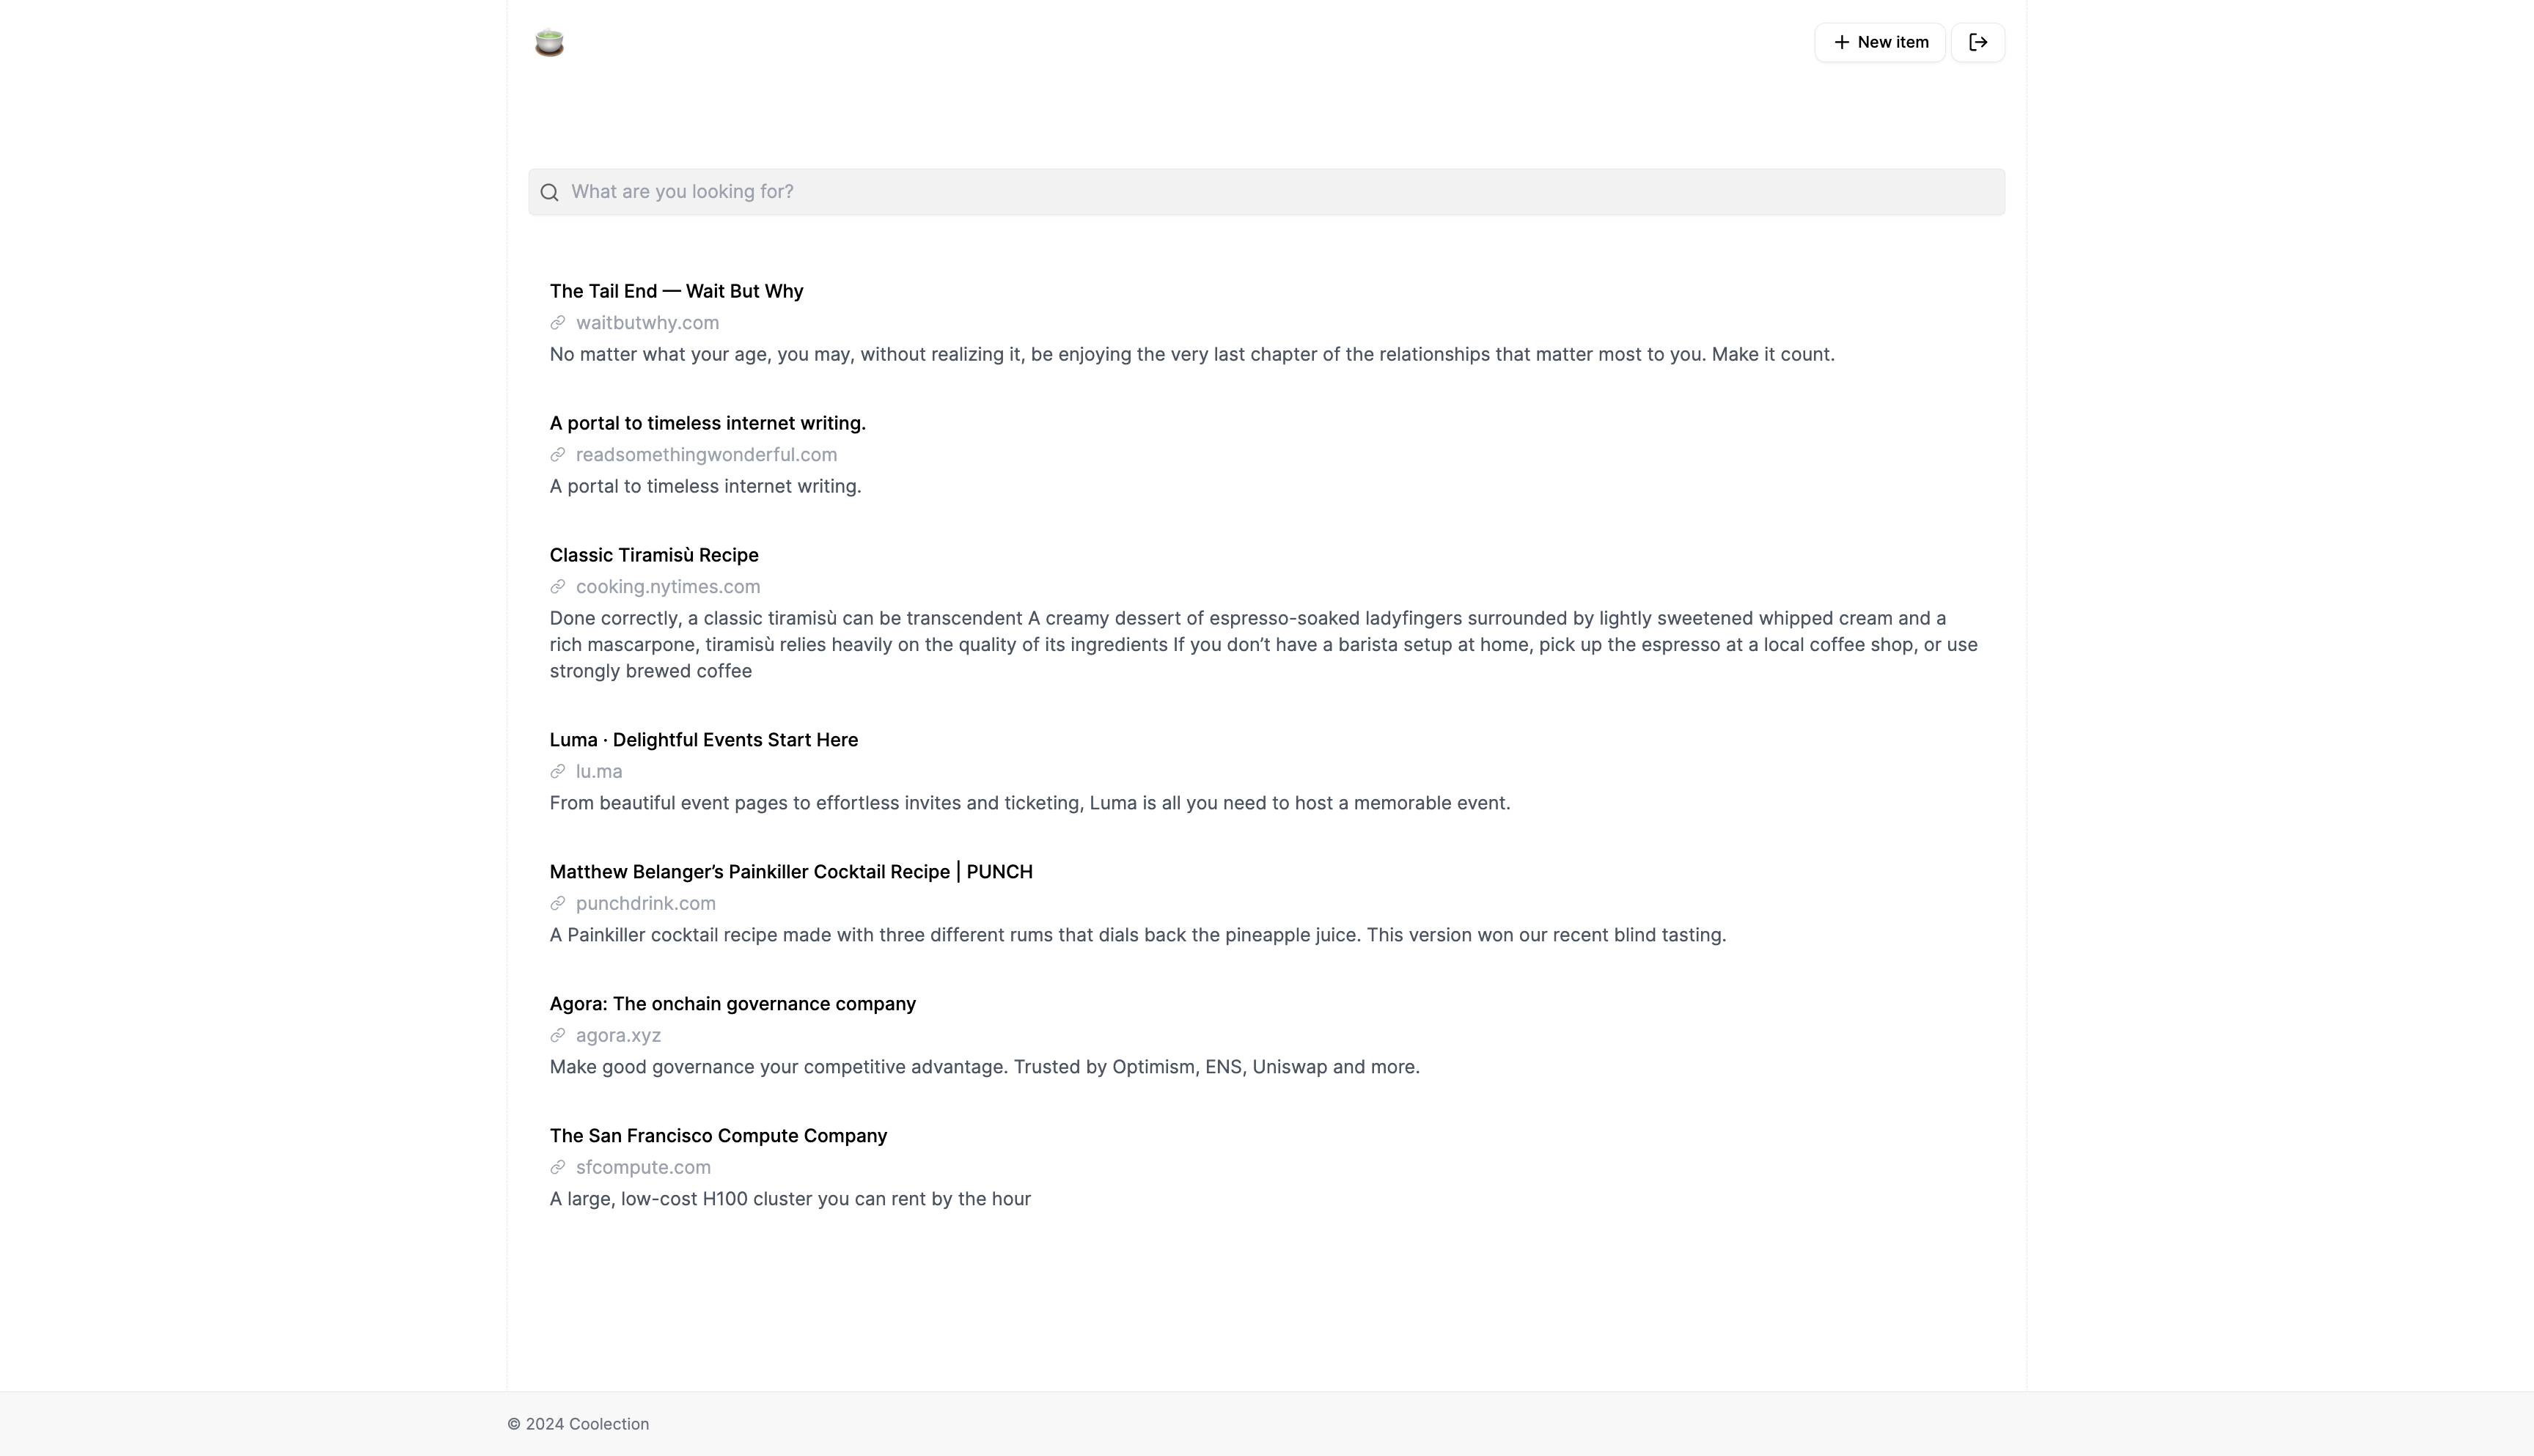 New item
What are you looking for?
The Tail End — Wait But Why
waitbutwhy.com
No matter what your age, you may, without realizing it, be enjoying the very last chapter of the relationships that matter most to you. Make it count.
A portal to timeless internet writing.
readsomethingwonderful.com
A portal to timeless internet writing.
Classic Tiramisù Recipe
cooking.nytimes.com
Done correctly, a classic tiramisù can be transcendent A creamy dessert of espresso-soaked ladyfingers surrounded by lightly sweetened whipped cream and a
rich mascarpone, tiramisù relies heavily on the quality of its ingredients If you don’t have a barista setup at home, pick up the espresso at a local coffee shop, or use
strongly brewed coffee
Luma · Delightful Events Start Here
lu.ma
From beautiful event pages to effortless invites and ticketing, Luma is all you need to host a memorable event.
Matthew Belanger’s Painkiller Cocktail Recipe | PUNCH
punchdrink.com
A Painkiller cocktail recipe made with three different rums that dials back the pineapple juice. This version won our recent blind tasting.
Agora: The onchain governance company
agora.xyz
Make good governance your competitive advantage. Trusted by Optimism, ENS, Uniswap and more.
The San Francisco Compute Company
sfcompute.com
A large, low-cost H100 cluster you can rent by the hour
© 2024 Coolection